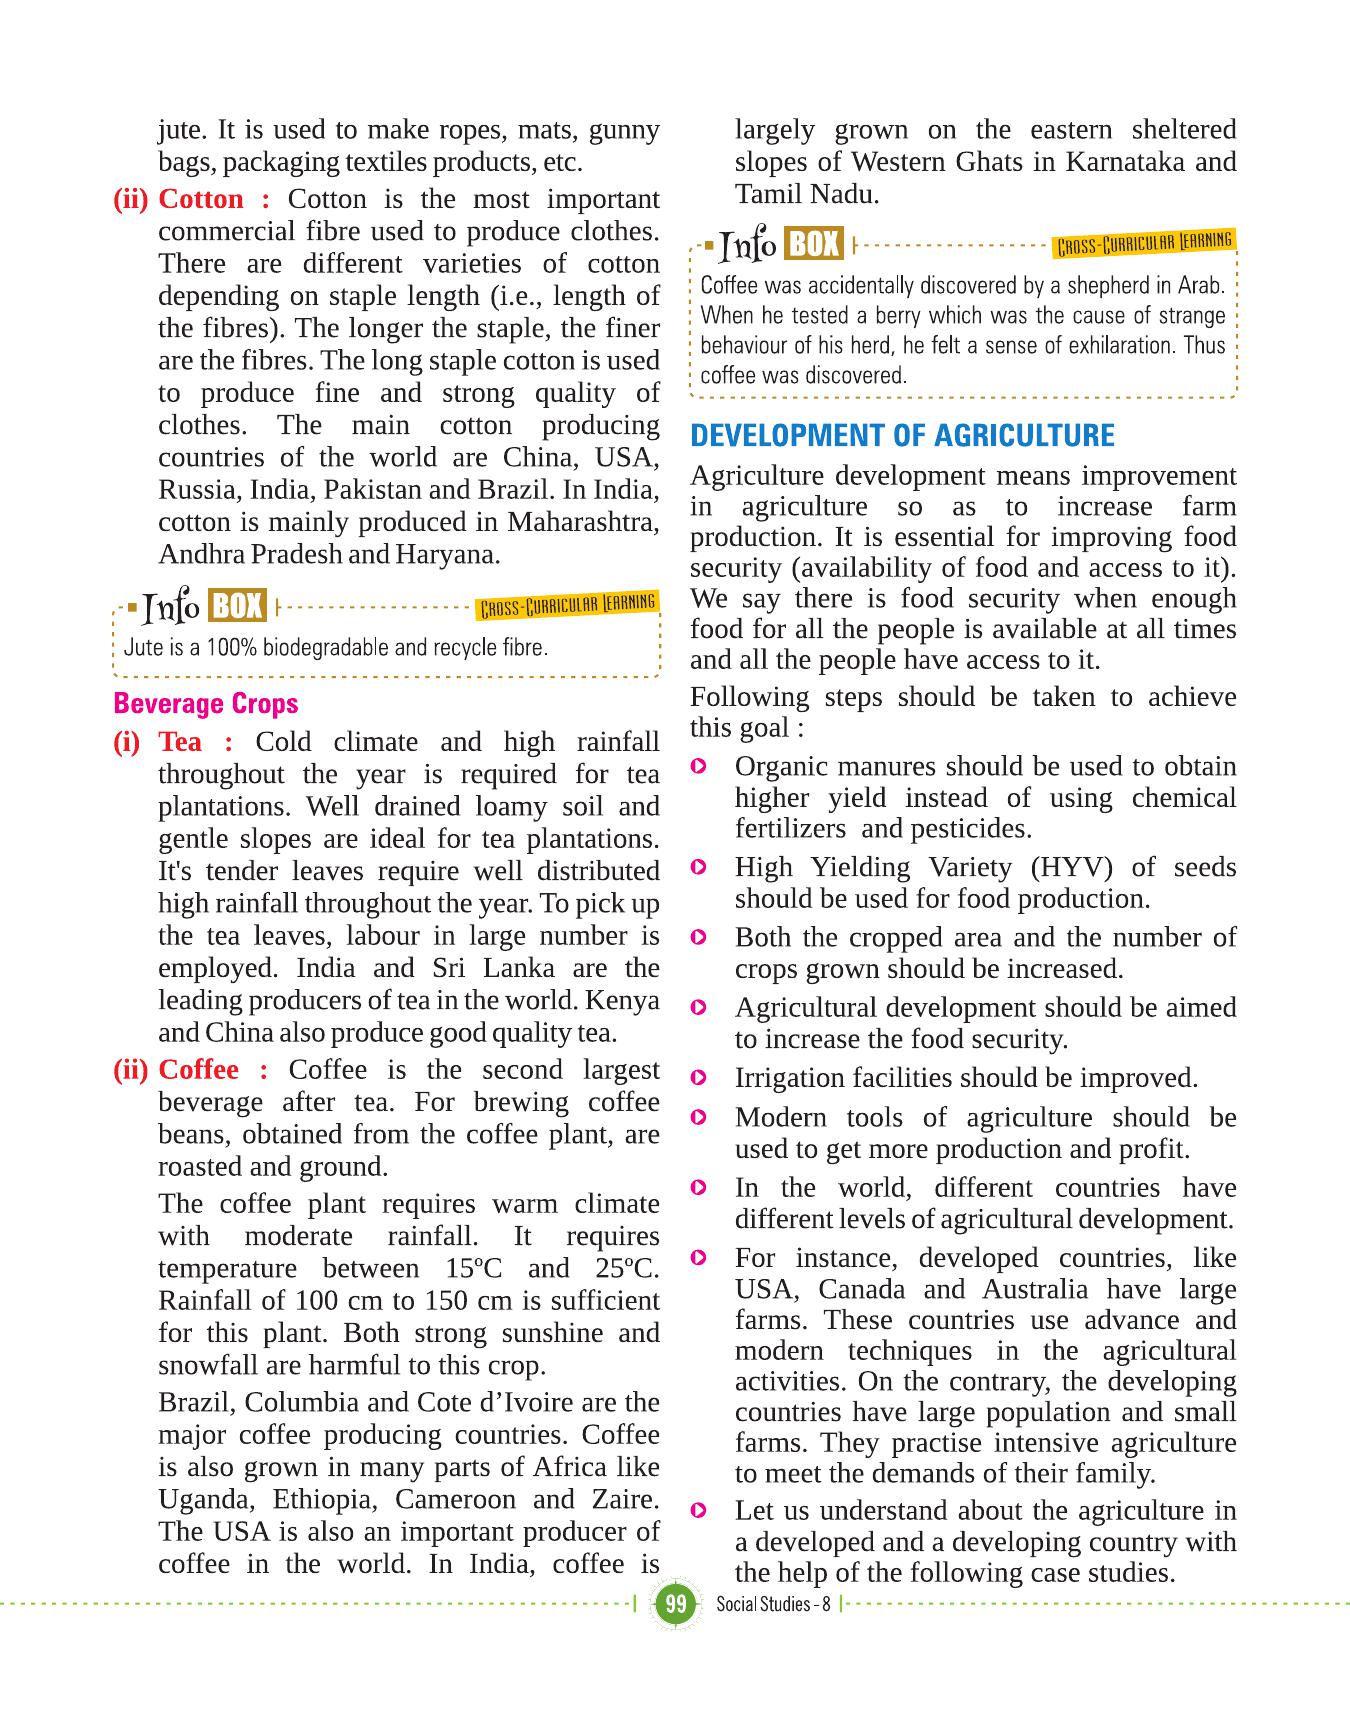 jute. It is used to make ropes, mats, gunny
bags, packaging textiles products, etc.
(ii) Cotton : Cotton is the most important
commercial fibre used to produce clothes.
There are different varieties of cotton
depending on staple length (i.e., length of
the fibres). The longer the staple, the finer
are the fibres. The long staple cotton is used
to produce fine and strong quality of
clothes. The main cotton producing
countries of the world are China, USA,
Russia, India, Pakistan and Brazil. In India,
cotton is mainly produced in Maharashtra,
Andhra Pradesh and Haryana.
Info BOX CROSS-CURRICULAR LEARNING
Jute is a 100% biodegradable and recycle fibre.
Beverage Crops
(i) Tea : Cold climate and high rainfall
throughout the year is required for tea
plantations. Well drained loamy soil and
gentle slopes are ideal for tea plantations.
It's tender leaves require well distributed
high rainfall throughout the year. To pick up
the tea leaves, labour in large number is
employed. India and Sri Lanka are the
leading producers of tea in the world. Kenya
and China also produce good quality tea.
(ii) Coffee : Coffee is the second largest
beverage after tea. For brewing coffee
beans, obtained from the coffee plant, are
roasted and ground.
The coffee plant requires warm climate
with moderate rainfall. It requires
temperature between 15ºC and 25ºC.
Rainfall of 100 cm to 150 cm is sufficient
for this plant. Both strong sunshine and
snowfall are harmful to this crop.
Brazil, Columbia and Cote d’Ivoire are the
major coffee producing countries. Coffee
is also grown in many parts of Africa like
Uganda, Ethiopia, Cameroon and Zaire.
The USA is also an important producer of
coffee in the world. In India, coffee is
largely grown on the eastern sheltered
slopes of Western Ghats in Karnataka and
Tamil Nadu.
Info BOX CROSS-CURRICULAR LEARNING
Coffee was accidentally discovered by a shepherd in Arab.
When he tested a berry which was the cause of strange
behaviour of his herd, he felt a sense of exhilaration. Thus
coffee was discovered.
DEVELOPMENT OF AGRICULTURE
Agriculture development means improvement
in agriculture so as to increase farm
production. It is essential for improving food
security (availability of food and access to it).
We say there is food security when enough
food for all the people is available at all times
and all the people have access to it.
Following steps should be taken to achieve
this goal :
Organic manures should be used to obtain
higher yield instead of using chemical
fertilizers and pesticides.
High Yielding Variety (HYV) of seeds
should be used for food production.
Both the cropped area and the number of
crops grown should be increased.
Agricultural development should be aimed
to increase the food security.
Irrigation facilities should be improved.
Modern tools of agriculture should be
used to get more production and profit.
In the world, different countries have
different levels of agricultural development.
For instance, developed countries, like
USA, Canada and Australia have large
farms. These countries use advance and
modern techniques in the agricultural
activities. On the contrary, the developing
countries have large population and small
farms. They practise intensive agriculture
to meet the demands of their family.
Let us understand about the agriculture in
a developed and a developing country with
the help of the following case studies.
99 Social Studies - 8